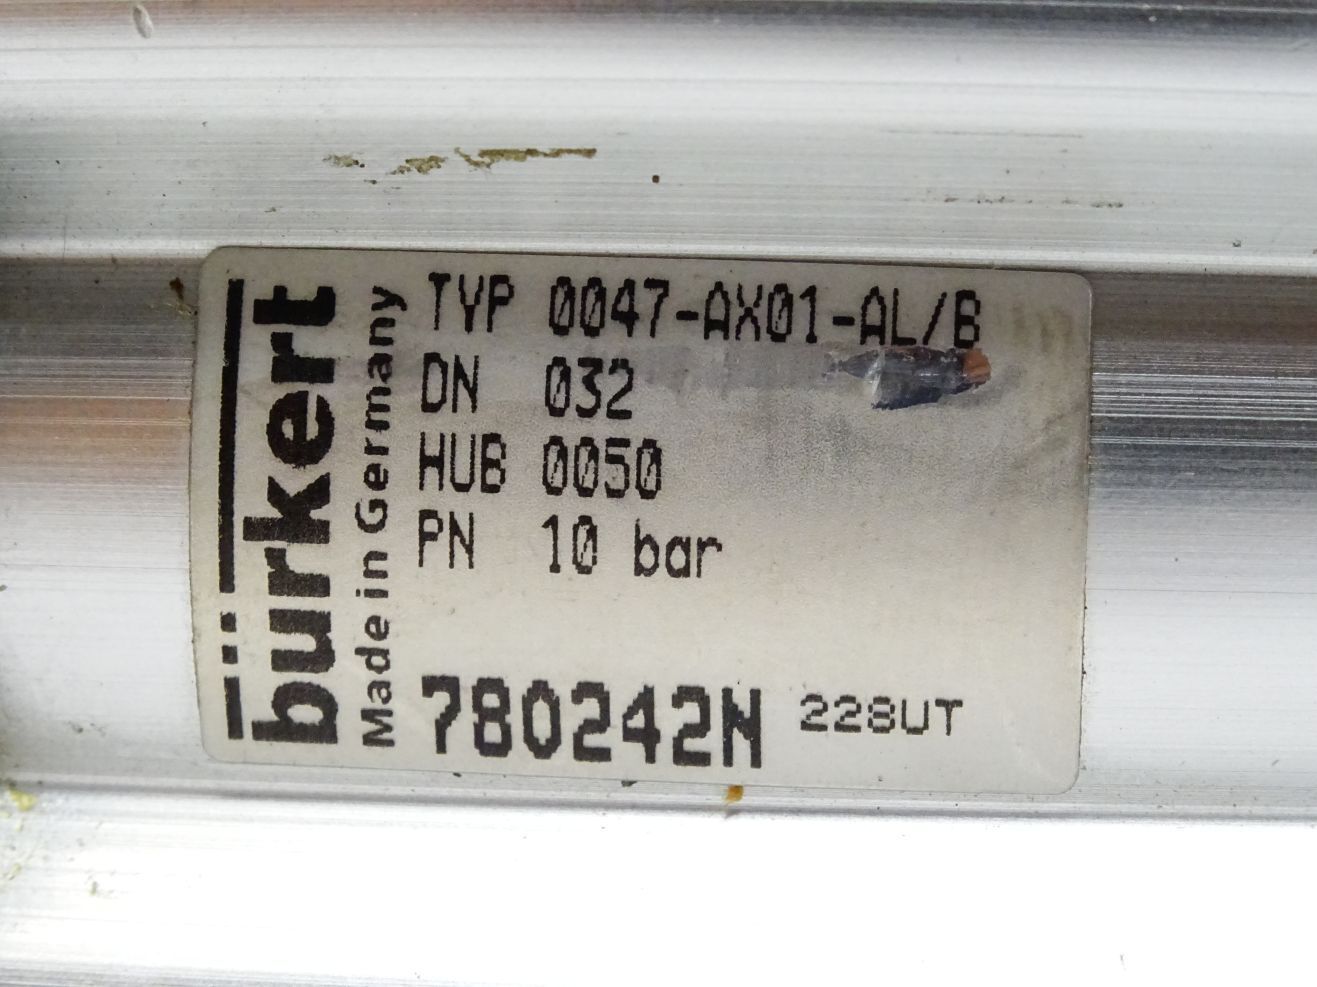 bürkert
Made in Germany
TYP 0047-AX01-AL/B
DN 032
HUB 0050
PN 10 bar
780242N 228UT